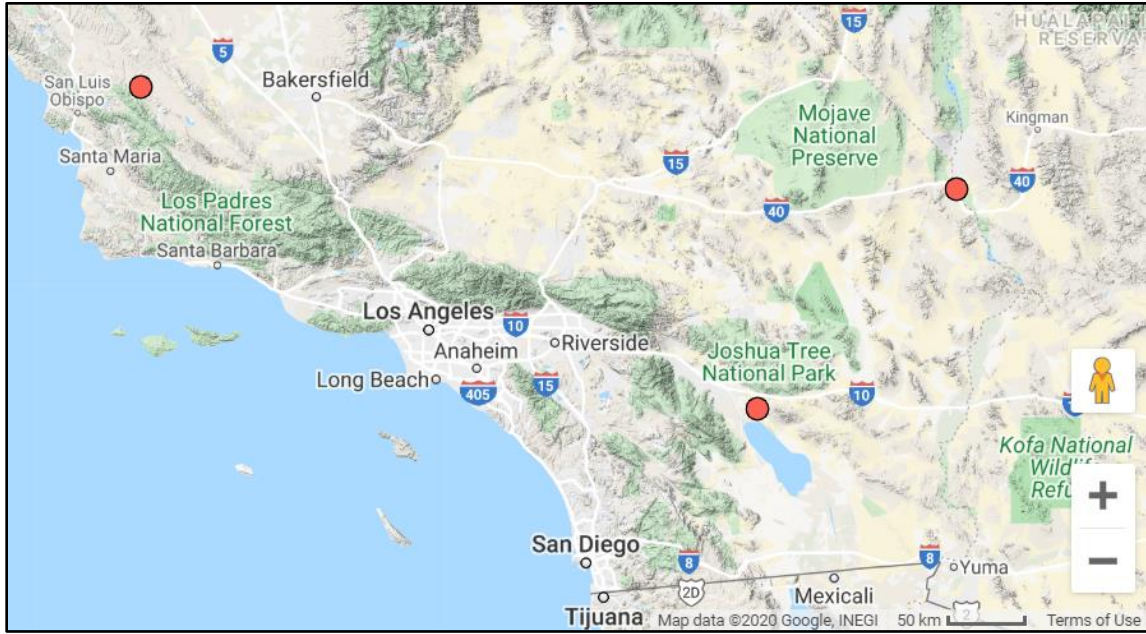 15
HUALAPAI
RESERVA
5
San Luis
Obispo
Bakersfield
Mojave
National
Preserve
Kingman
Santa Maria
15
40
40
Los Padres
National Forest
Santa Barbara
Los Angeles
10
Riverside
Anaheim
Long Beach
405
15
Joshua Tree
National Park
10
Kofa National
Wildlife
Refu
San Diego
8
8
Yuma
2D
Mexicali
2
Tijuana
Map data ©2020 Google, INEGI 50 km Terms of Use
+
−